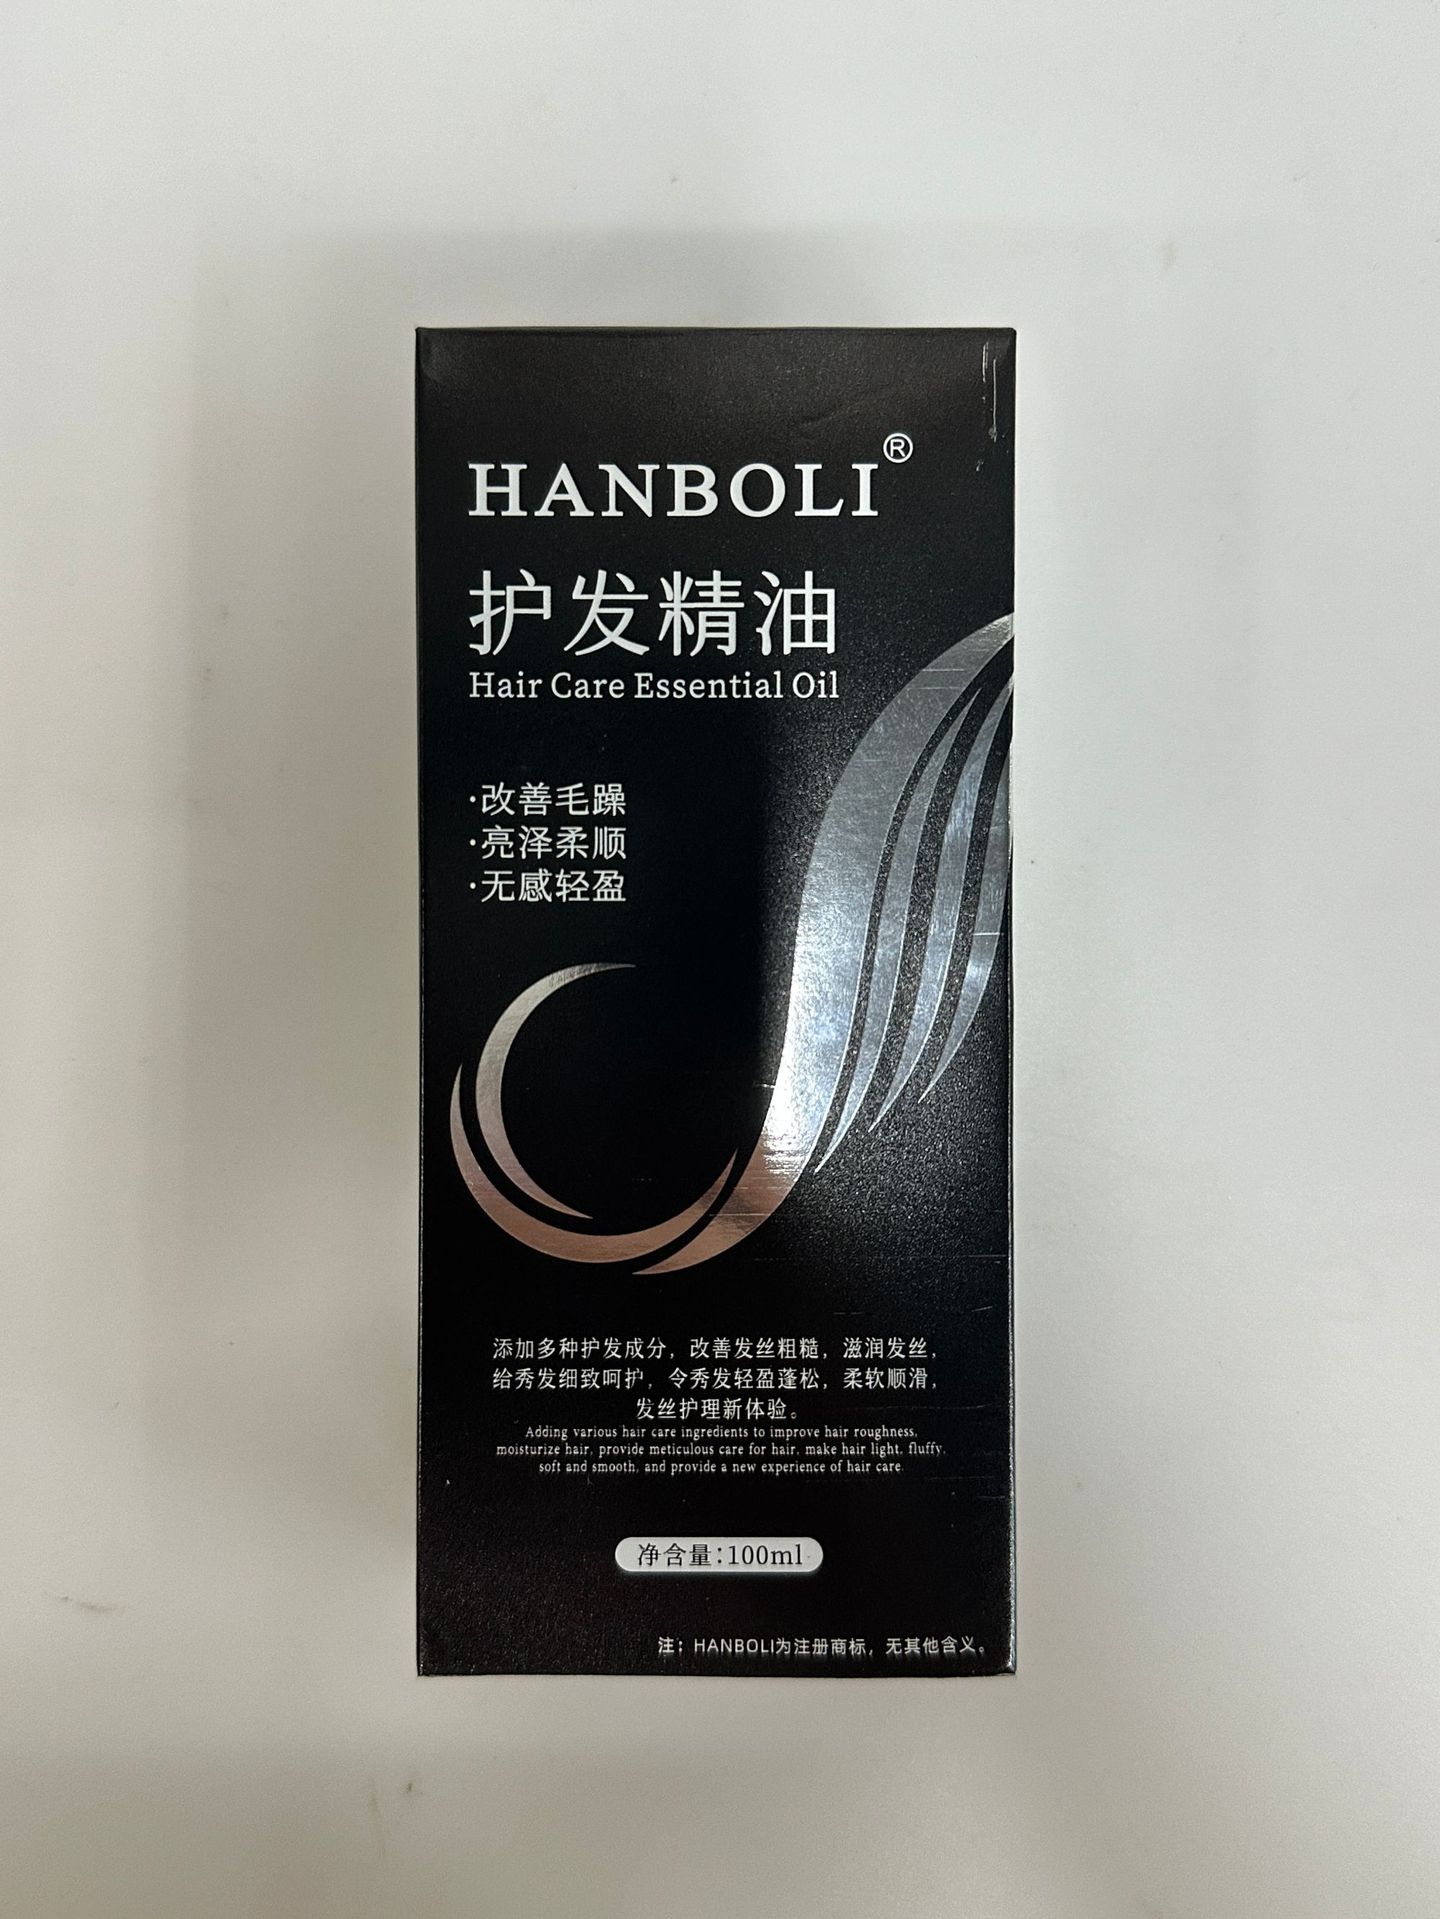 HANBOLI®
护发精油
Hair Care Essential Oil
·改善毛躁
·亮泽柔顺
·无感轻盈
添加多种护发成分，改善发丝粗糙，滋润发丝，
给秀发细致呵护，令秀发轻盈蓬松，柔软顺滑，
发丝护理新体验。
Adding various hair care ingredients to improve hair roughness,
moisturize hair, provide meticulous care for hair, make hair light, fluffy,
soft and smooth, and provide a new experience of hair care.
净含量：100ml
注：HANBOLI为注册商标，无其他含义。